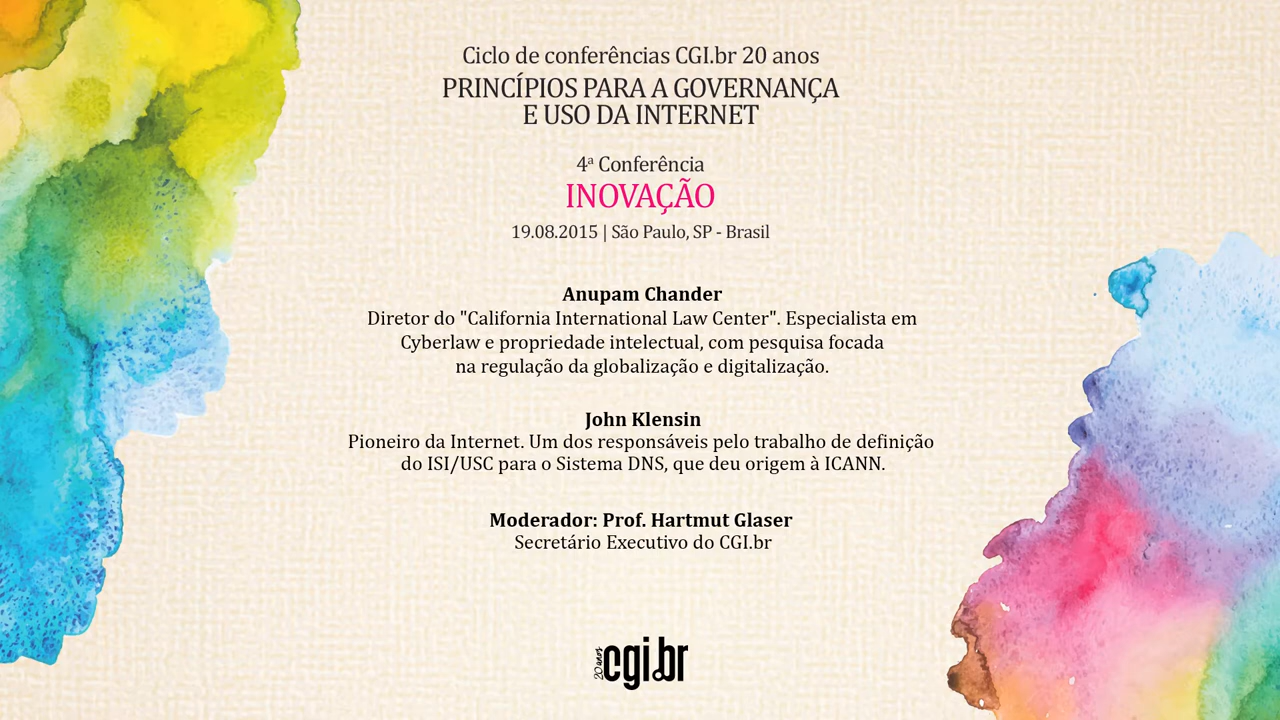 Ciclo de conferências CGI.br 20 anos
PRINCÍPIOS PARA A GOVERNANÇA
E USO DA INTERNET
4ª Conferência
INOVAÇÃO
19.08.2015 | São Paulo, SP - Brasil
Anupam Chander
Diretor do "California International Law Center". Especialista em
Cyberlaw e propriedade intelectual, com pesquisa focada
na regulação da globalização e digitalização.
John Klensin
Pioneiro da Internet. Um dos responsáveis pelo trabalho de definição
do ISI/USC para o Sistema DNS, que deu origem à ICANN.
Moderador: Prof. Hartmut Glaser
Secretário Executivo do CGI.br
20 anos cgi.br